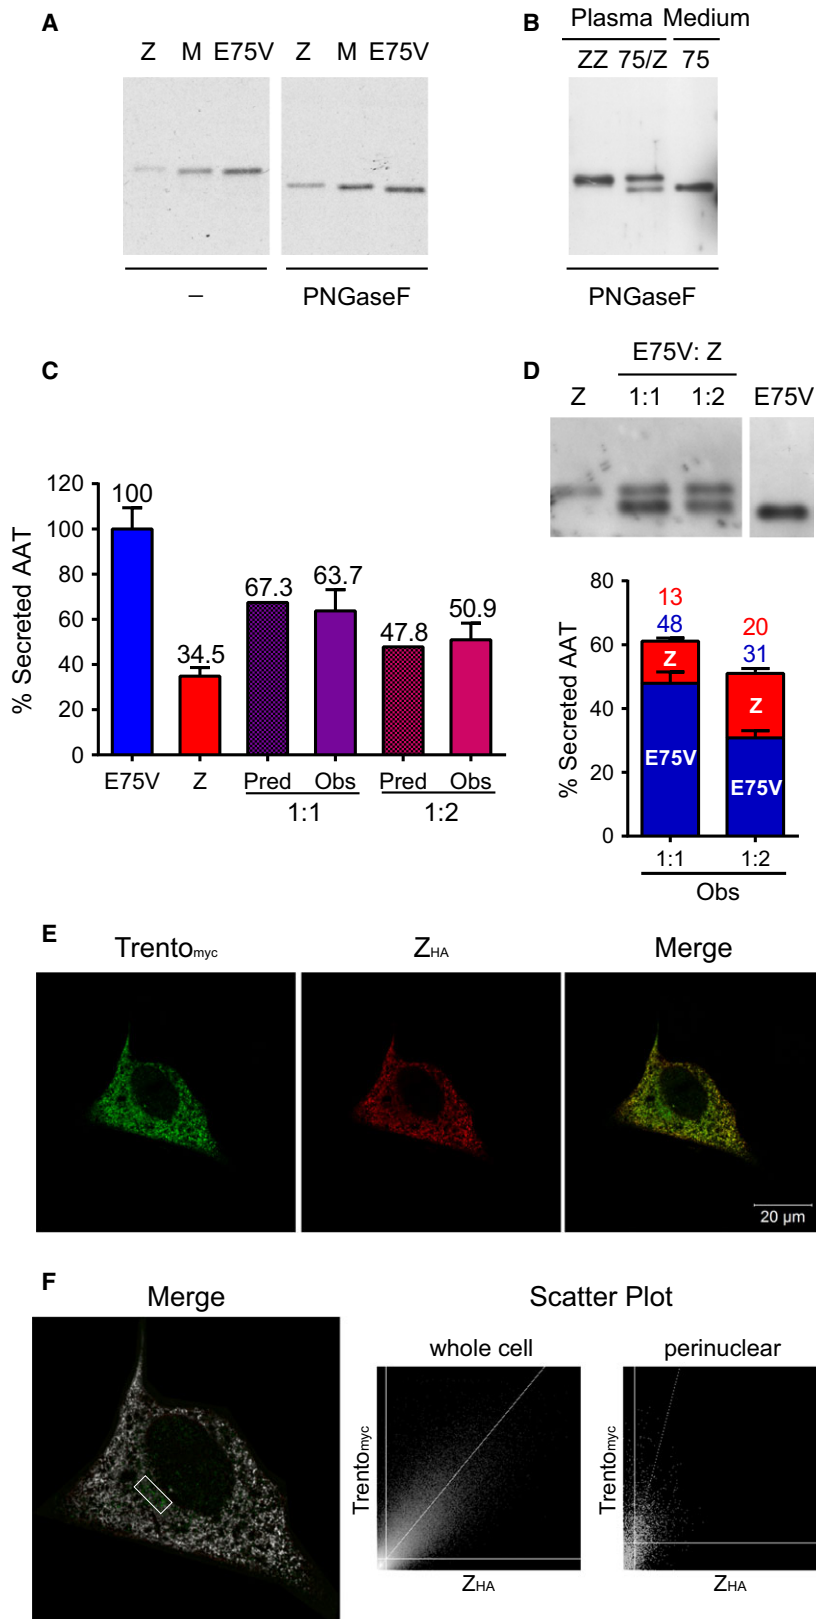 A
Z M E75V Z M E75V
– PNGaseF
B
Plasma Medium
ZZ 75/Z 75
PNGaseF
C
% Secreted AAT
120
100
80
60
40
20
0
100
34.5
67.3
63.7
47.8
50.9
E75V Z Pred Obs Pred Obs
1:1 1:2
D
E75V: Z
Z 1:1 1:2 E75V
% Secreted AAT
80
60
40
20
0
13
48
Z
E75V
20
31
Z
E75V
1:1 1:2
Obs
E
Trentomyc ZHA Merge
20 µm
F
Merge
Scatter Plot
whole cell perinuclear
Trentomyc
ZHA
Trentomyc
ZHA